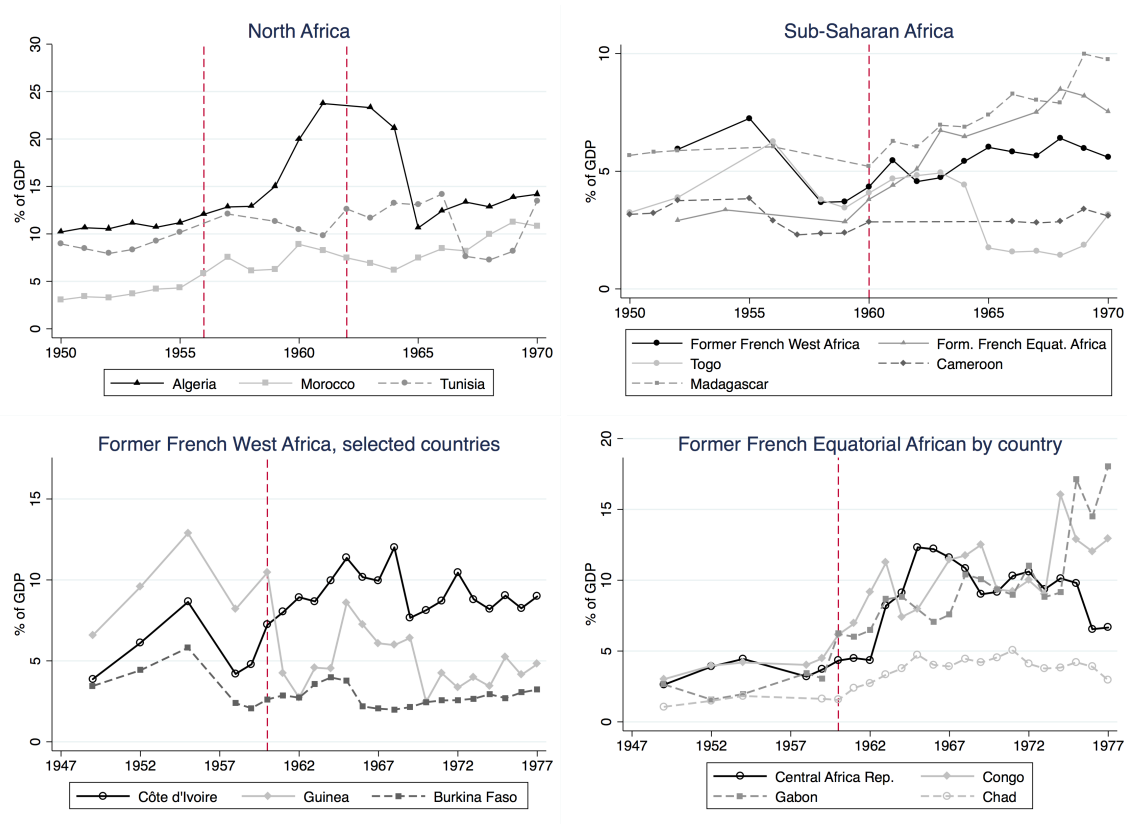 North Africa
% of GDP
30
25
20
15
10
5
0
1950 1955 1960 1965 1970
Algeria Morocco Tunisia
Sub-Saharan Africa
% of GDP
10
5
0
1950 1955 1960 1965 1970
Former French West Africa Form. French Equat. Africa
Togo Cameroon
Madagascar
Former French West Africa, selected countries
% of GDP
15
10
5
0
1947 1952 1957 1962 1967 1972 1977
Côte d'Ivoire Guinea Burkina Faso
Former French Equatorial African by country
% of GDP
20
15
10
5
0
1947 1952 1957 1962 1967 1972 1977
Central Africa Rep. Congo
Gabon Chad